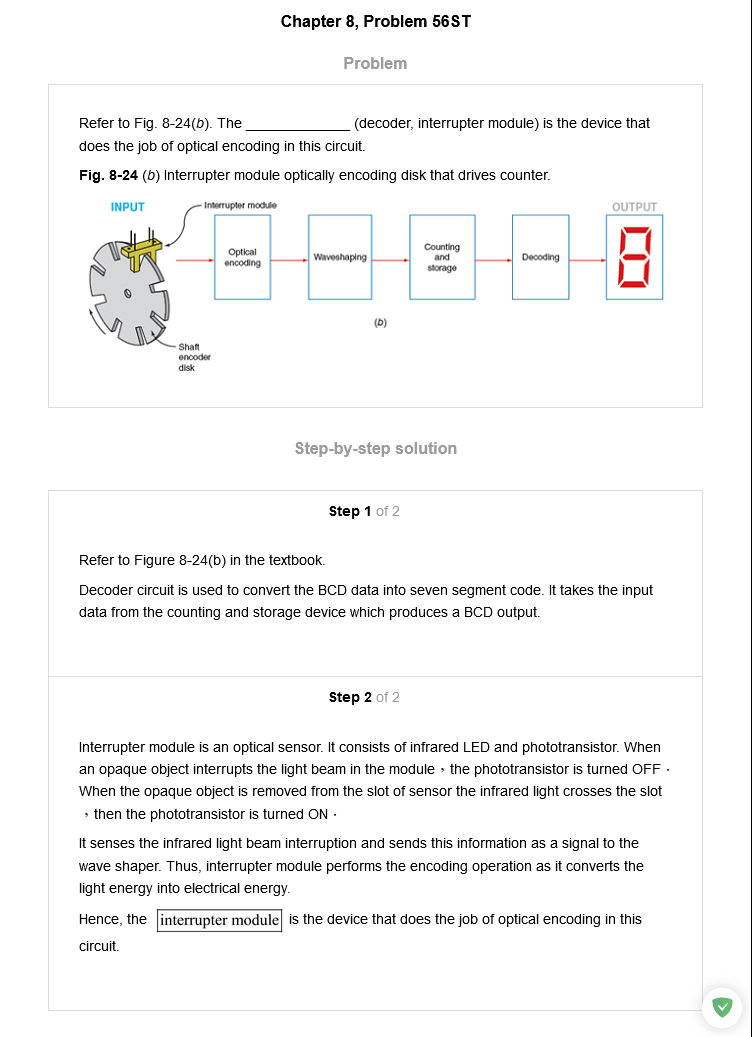 Chapter 8, Problem 56ST
Problem
Refer to Fig. 8-24(b). The _____________ (decoder, interrupter module) is the device that
does the job of optical encoding in this circuit.
Fig. 8-24 (b) Interrupter module optically encoding disk that drives counter.
INPUT
Interrupter module
OUTPUT
Optical
encoding
Waveshaping
Counting
and
storage
Decoding
8
(b)
Shaft
encoder
disk
Step-by-step solution
Step 1 of 2
Refer to Figure 8-24(b) in the textbook.
Decoder circuit is used to convert the BCD data into seven segment code. It takes the input
data from the counting and storage device which produces a BCD output.
Step 2 of 2
Interrupter module is an optical sensor. It consists of infrared LED and phototransistor. When
an opaque object interrupts the light beam in the module , the phototransistor is turned OFF .
When the opaque object is removed from the slot of sensor the infrared light crosses the slot
, then the phototransistor is turned ON .
It senses the infrared light beam interruption and sends this information as a signal to the
wave shaper. Thus, interrupter module performs the encoding operation as it converts the
light energy into electrical energy.
Hence, the interrupter module is the device that does the job of optical encoding in this
circuit.